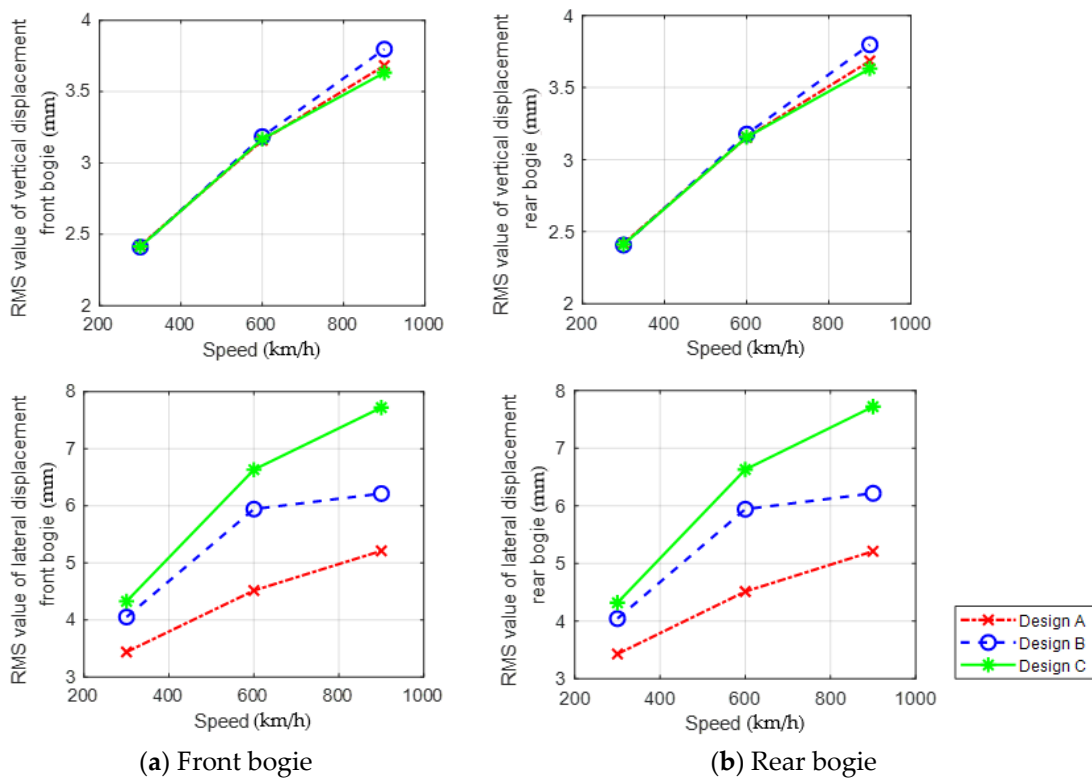 RMS value of vertical displacement
front bogie (mm)
4
3.5
3
2.5
2
200
400
600
800
1000
Speed (km/h)
RMS value of vertical displacement
rear bogie (mm)
4
3.5
3
2.5
2
200
400
600
800
1000
Speed (km/h)
RMS value of lateral displacement
front bogie (mm)
8
7
6
5
4
3
200
400
600
800
1000
Speed (km/h)
RMS value of lateral displacement
rear bogie (mm)
8
7
6
5
4
3
200
400
600
800
1000
Speed (km/h)
Design A
Design B
Design C
(a) Front bogie
(b) Rear bogie